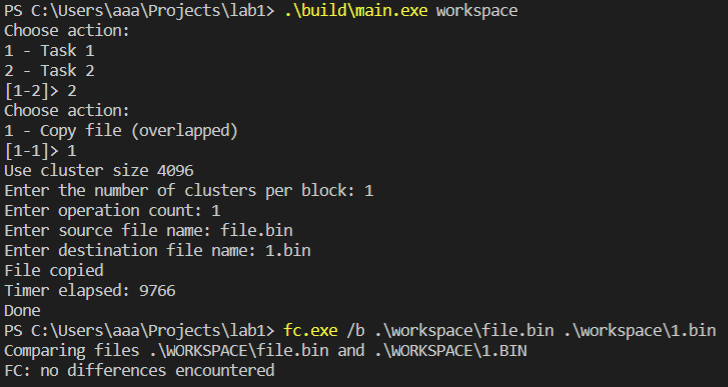 PS C:\Users\aaa\Projects\lab1> .\build\main.exe workspace
Choose action:
1 - Task 1
2 - Task 2
[1-2]> 2
Choose action:
1 - Copy file (overlapped)
[1-1]> 1
Use cluster size 4096
Enter the number of clusters per block: 1
Enter operation count: 1
Enter source file name: file.bin
Enter destination file name: 1.bin
File copied
Timer elapsed: 9766
Done
PS C:\Users\aaa\Projects\lab1> fc.exe /b .\workspace\file.bin .\workspace\1.bin
Comparing files .\WORKSPACE\file.bin and .\WORKSPACE\1.BIN
FC: no differences encountered